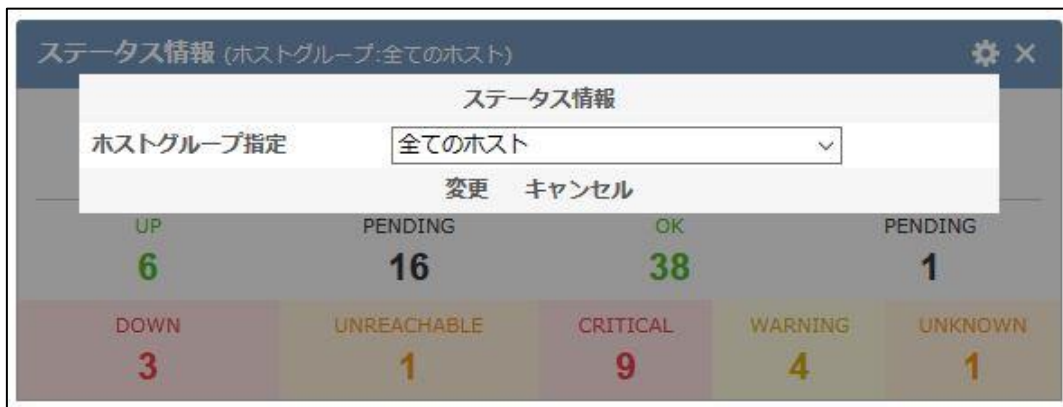 ステータス情報 (ホストグループ:全てのホスト)
ステータス情報
ホストグループ指定 全てのホスト
変更 キャンセル
UP PENDING OK PENDING
6 16 38 1
DOWN UNREACHABLE CRITICAL WARNING UNKNOWN
3 1 9 4 1